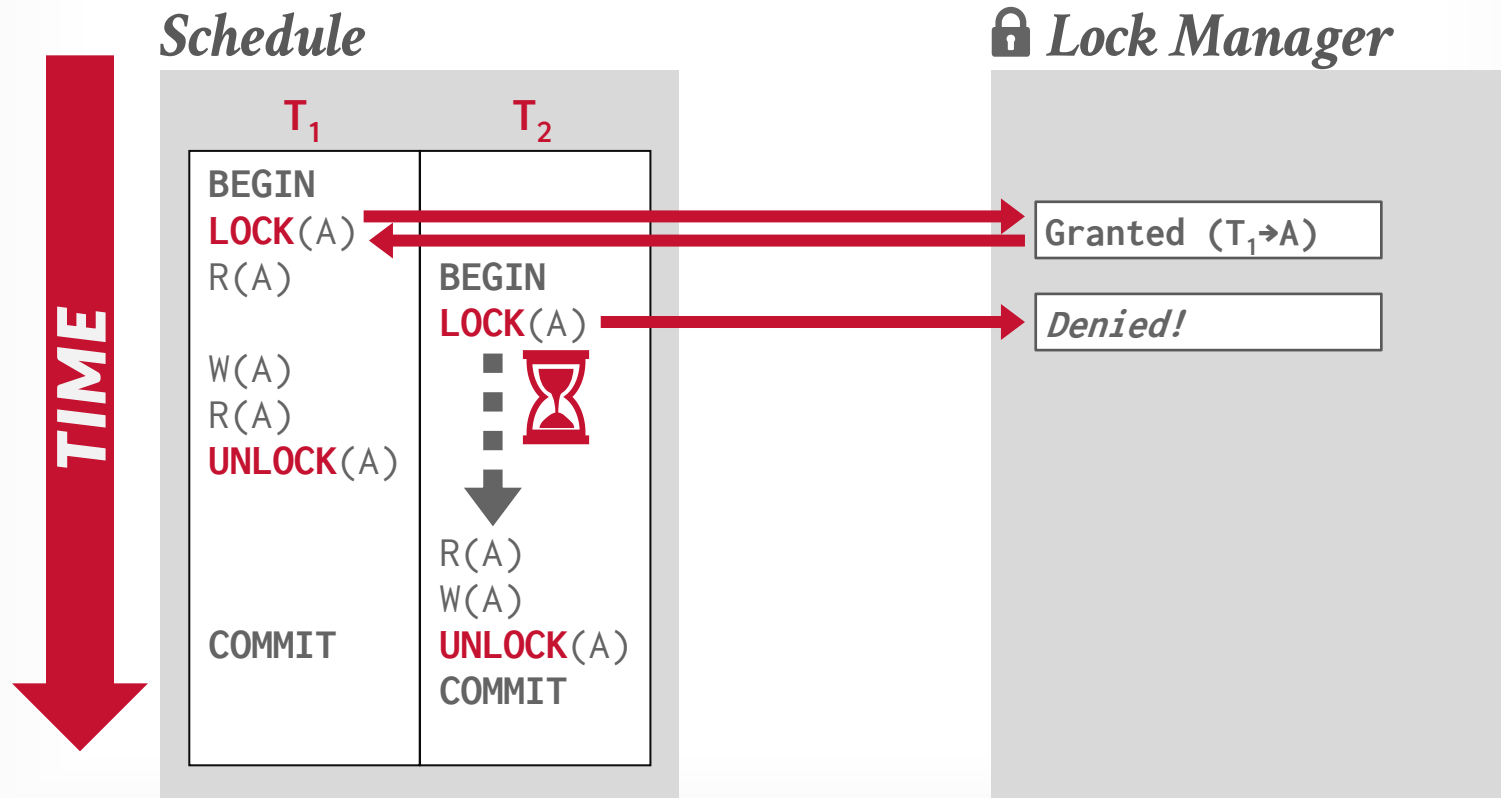 Schedule
Lock Manager
TIME
T₁ T₂
BEGIN
LOCK(A)
Granted (T₁→A)
R(A) BEGIN
LOCK(A)
Denied!
W(A)
R(A)
UNLOCK(A)
R(A)
W(A)
COMMIT UNLOCK(A)
COMMIT